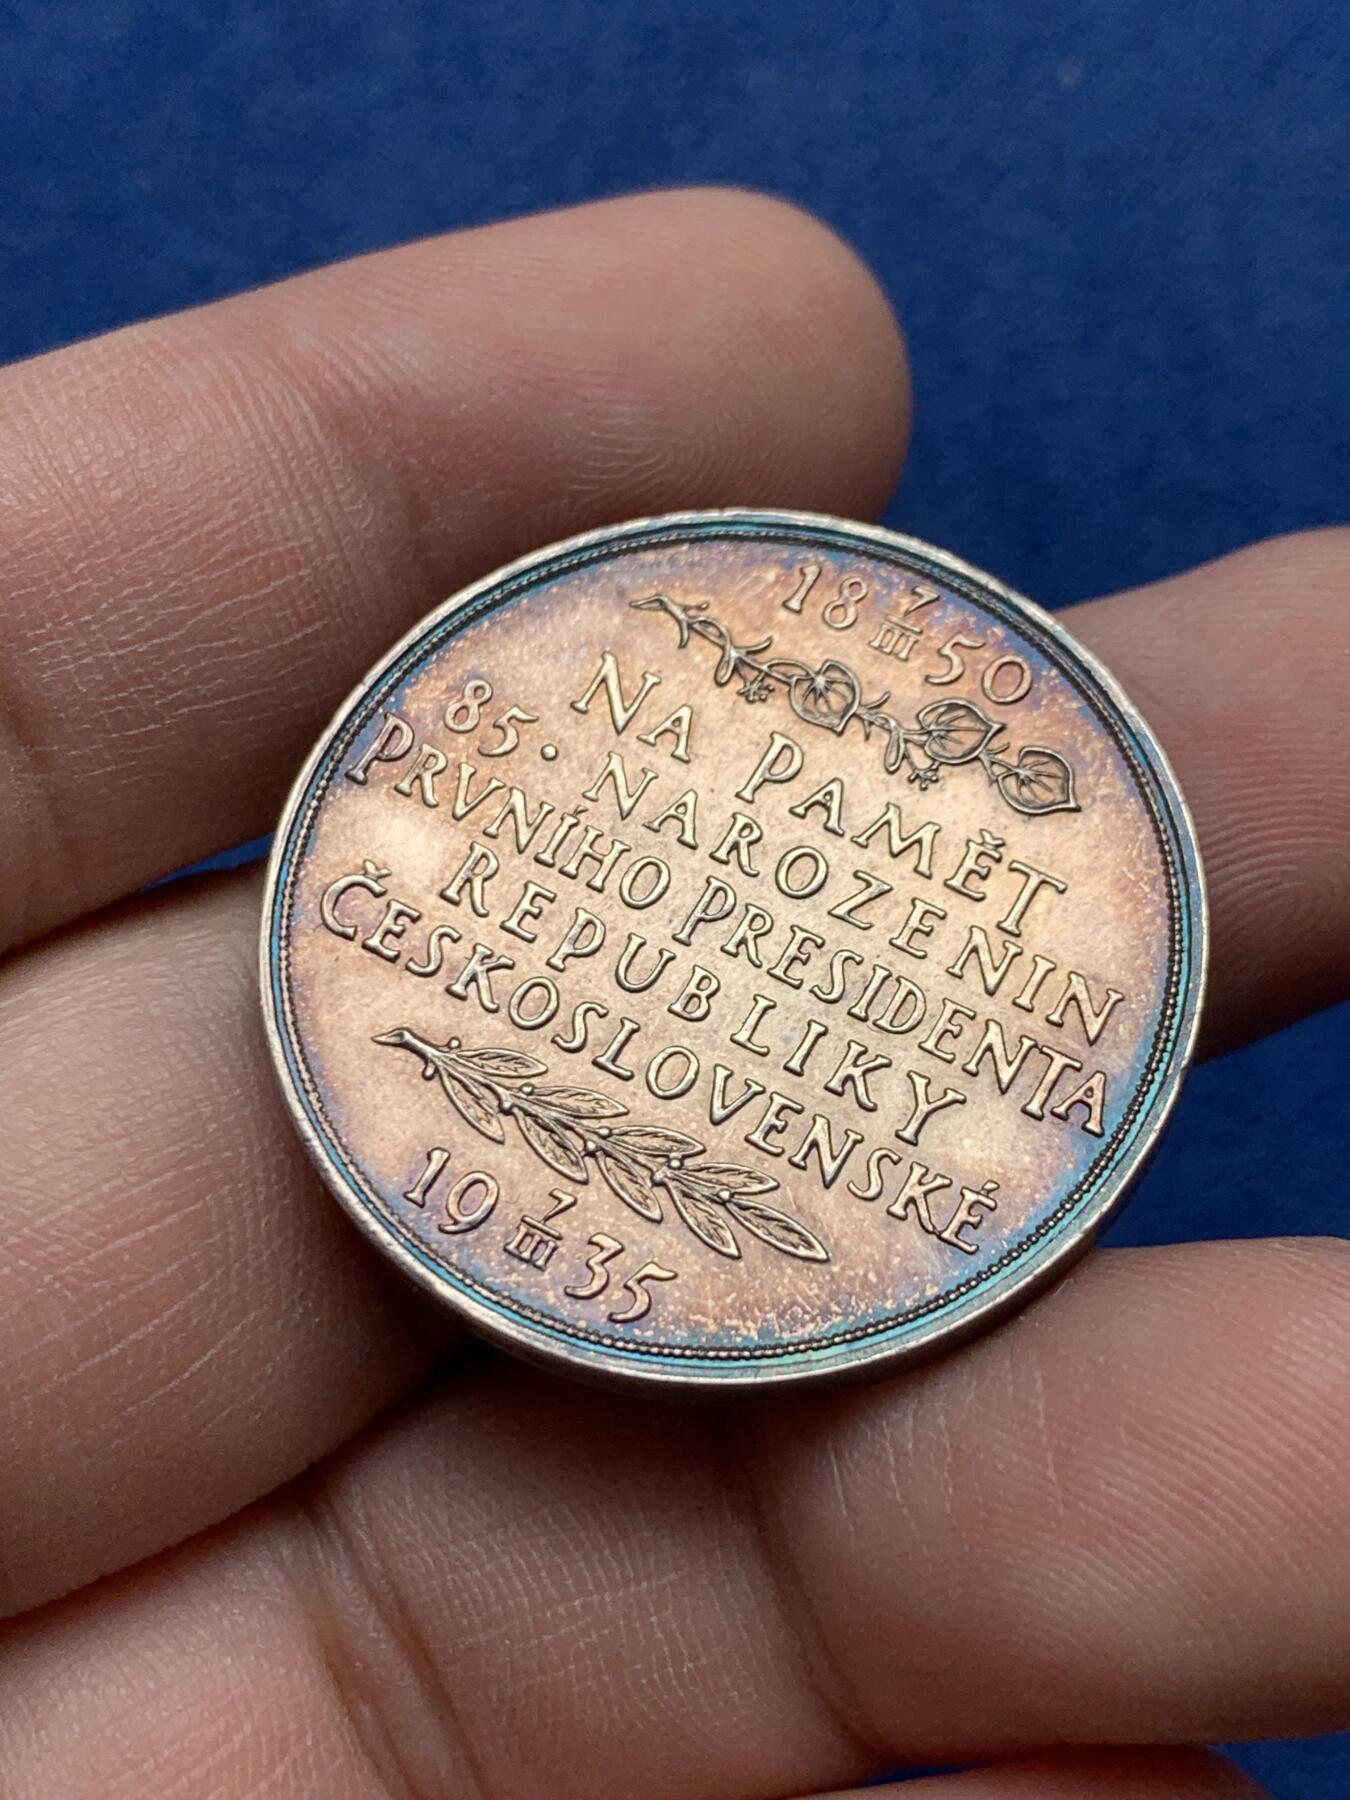 18 7/III 50
NA PAMĚT
85. NAROZENIN
PRVNÍHO PRESIDENTA
REPUBLIKY
ČESKOSLOVENSKÉ
19 7/III 35